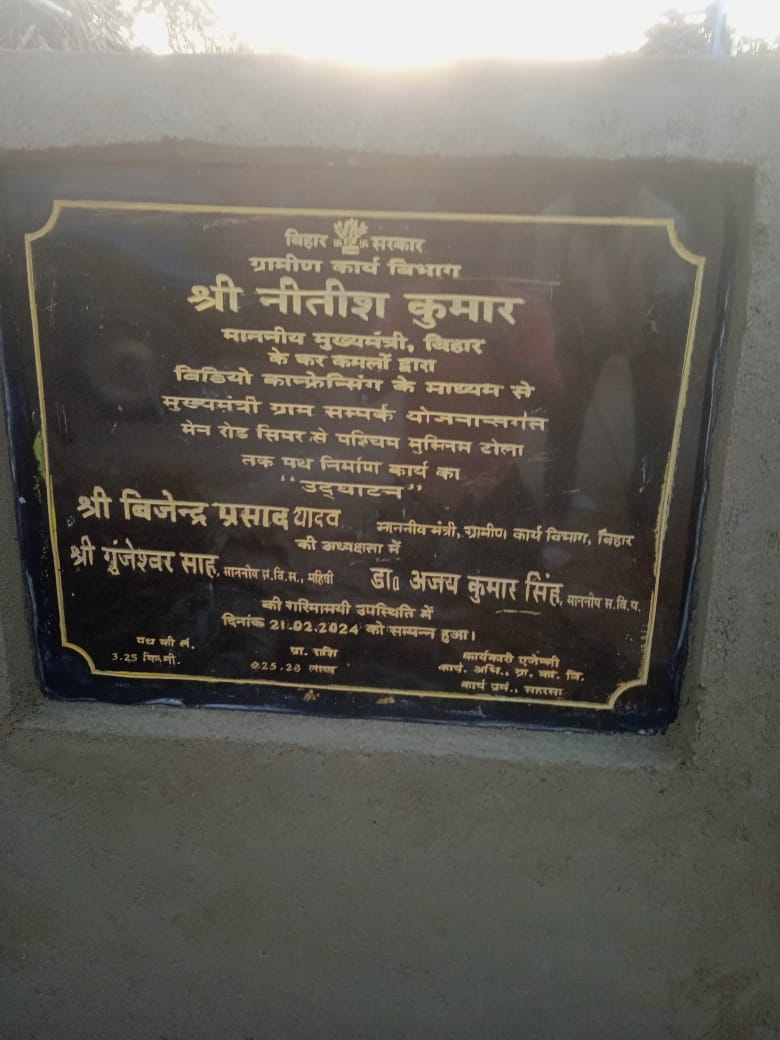 बिहार सरकार
ग्रामीण कार्य विभाग
श्री नीतीश कुमार
माननीय मुख्यमंत्री, बिहार
के कर कमलों द्वारा
विडियो कान्फ्रेन्सिंग के माध्यम से
मुख्यमंत्री ग्राम सम्पर्क योजनान्तर्गत
मेन रोड सिमर से पश्चिम मुस्लिम टोला
तक पथ निर्माण कार्य का
"उद्घाटन"
श्री बिजेन्द्र प्रसाद यादव माननीय मंत्री, ग्रामीण कार्य विभाग, बिहार
की अध्यक्षता में
श्री गूंजेश्वर साह, माननीय स.वि.स., महिषी डा० अजय कुमार सिंह, माननीय स.वि.प.
की गरिमामयी उपस्थिति में
दिनांक 21.02.2024 को सम्पन्न हुआ।
पथ की लं. प्रा. राशि कार्यकारी एजेन्सी
3.25 कि.मी. 225.28 लाख कार्य. अभि., ग्रा. का. वि.
कार्य प्रमं., सहरसा